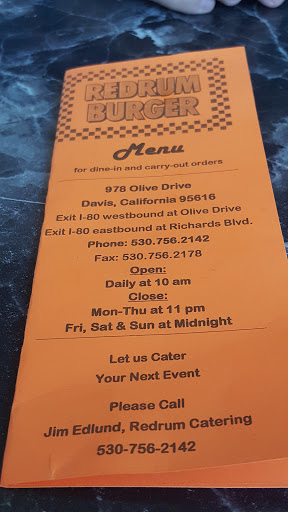 REDRUM
BURGER
Menu
for dine-in and carry-out orders
978 Olive Drive
Davis, California 95616
Exit I-80 westbound at Olive Drive
Exit I-80 eastbound at Richards Blvd.
Phone: 530.756.2142
Fax: 530.756.2178
Open:
Daily at 10 am
Close:
Mon-Thu at 11 pm
Fri, Sat & Sun at Midnight
Let us Cater
Your Next Event
Please Call
Jim Edlund, Redrum Catering
530-756-2142